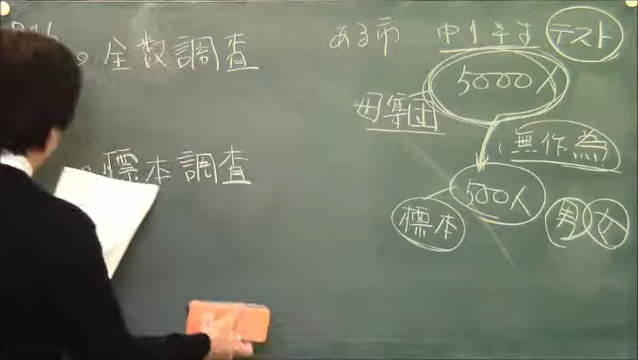 全数調査
標本調査
ある市 中1生 テスト
5000人
母集団
無作為
500人
標本
男 女